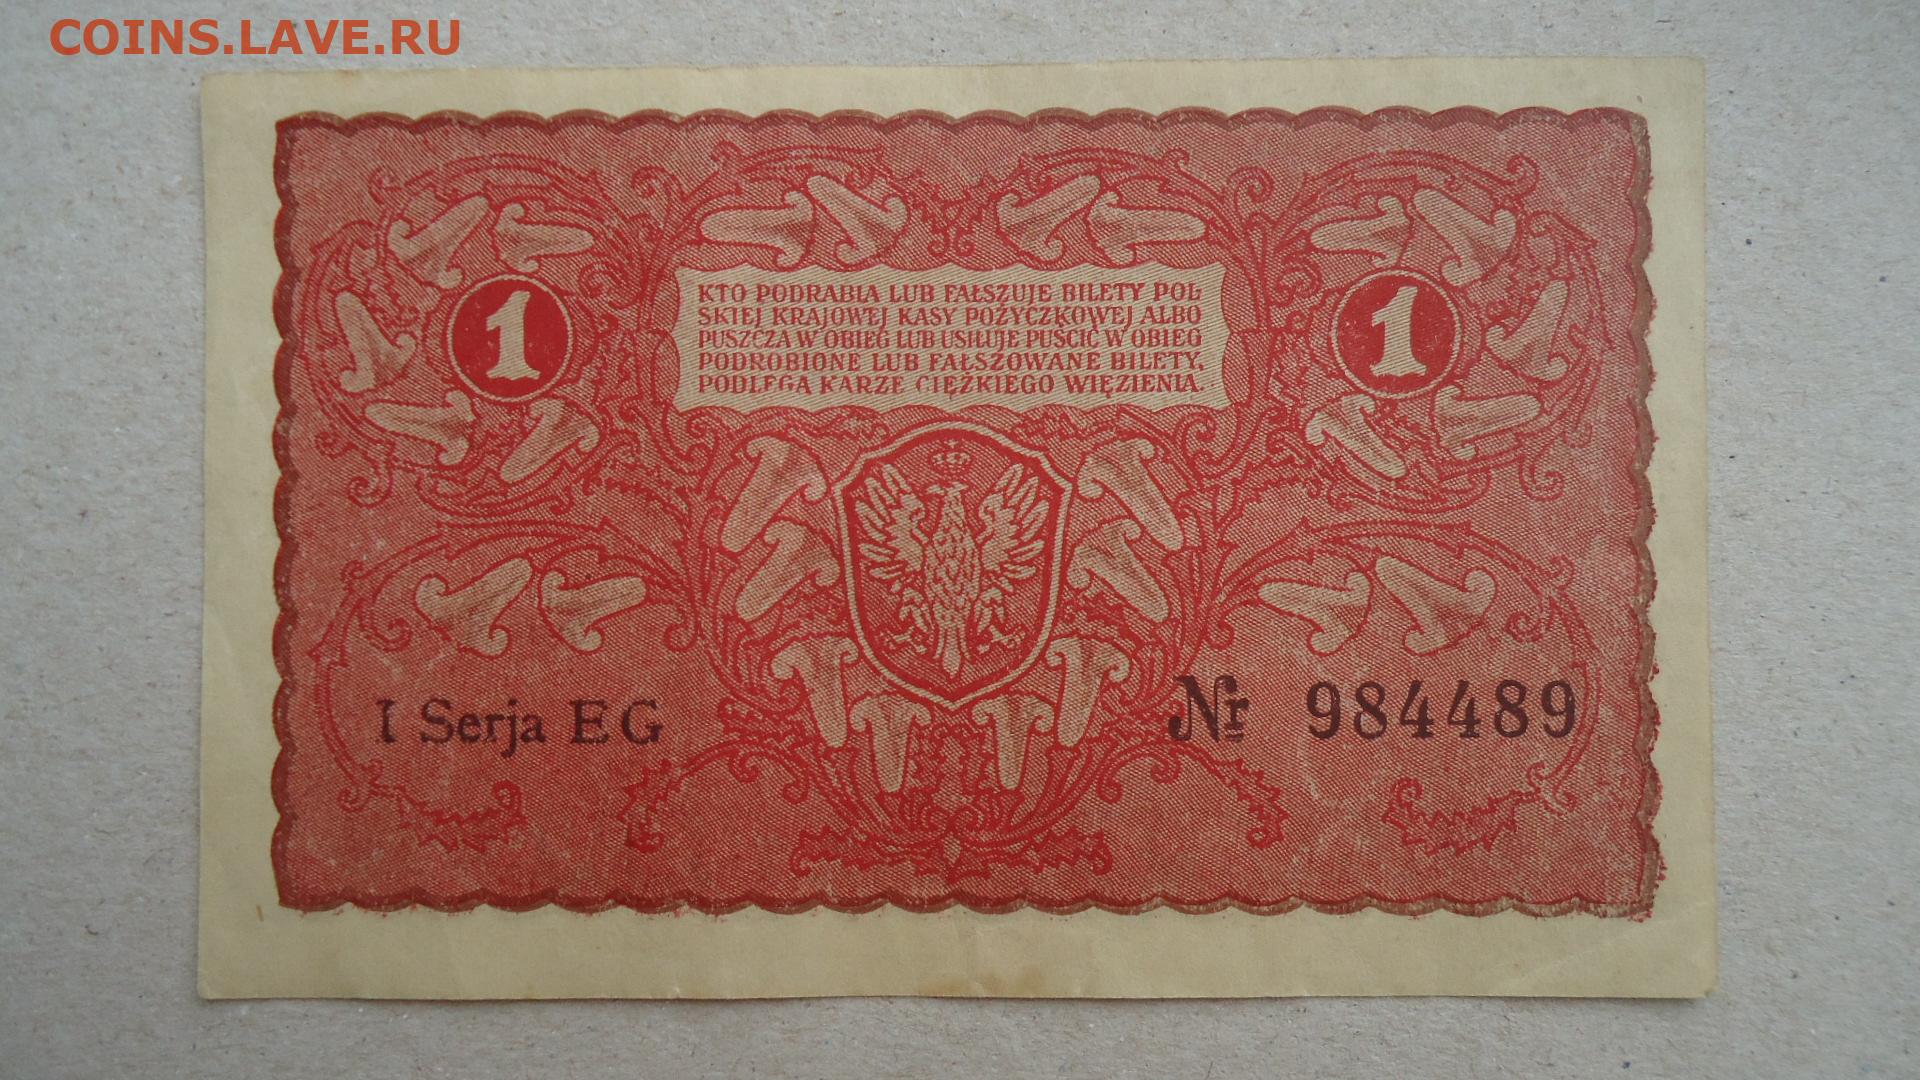 COINS.LAVE.RU
KTO PODRABIA LUB FAŁSZUJE BILETY POL-
SKIEJ KRAJOWEJ KASY POŻYCZKOWEJ ALBO
PUSZCZA W OBIEG LUB USIŁUJE PUŚCIĆ W OBIEG
PODROBIONE LUB FAŁSZOWANE BILETY,
PODLEGA KARZE CIĘŻKIEGO WIĘZIENIA.
1 1
I Serja EG № 984489